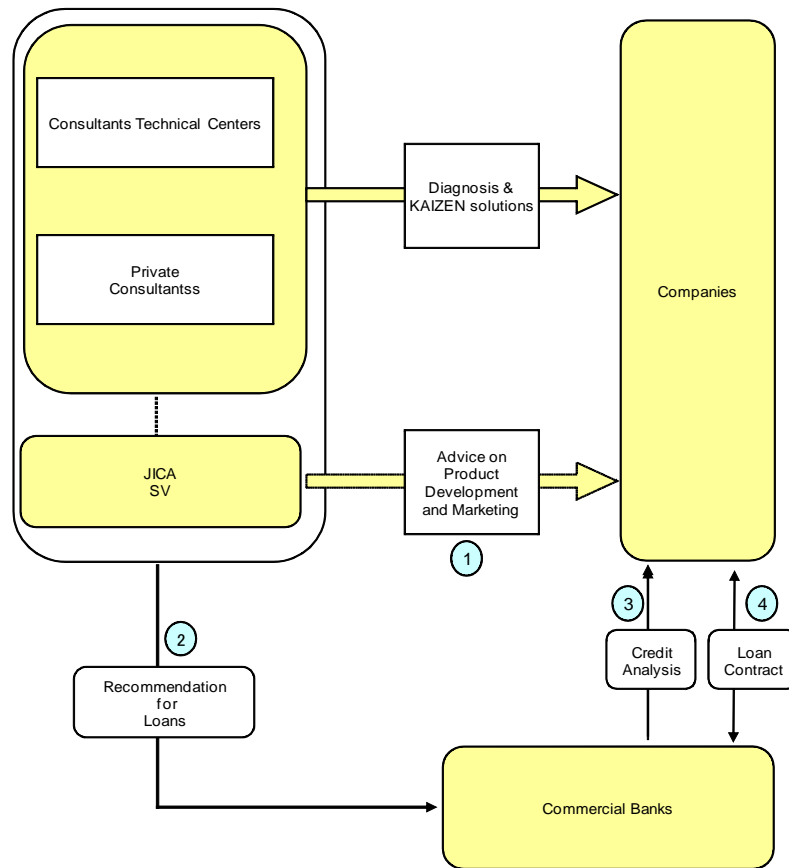 Consultants Technical Centers
Diagnosis &
KAIZEN solutions
Private
Consultantss
Companies
JICA
SV
Advice on
Product
Development
and Marketing
1
2
3
4
Recommendation
for
Loans
Credit
Analysis
Loan
Contract
Commercial Banks